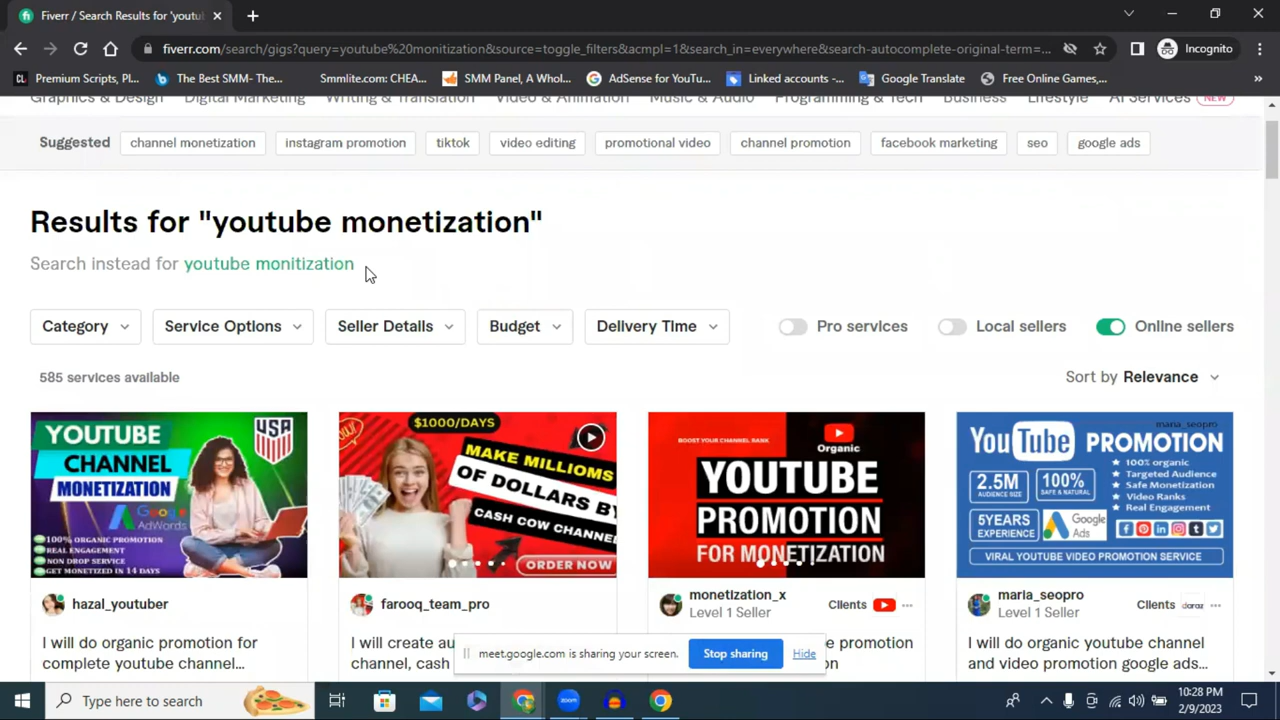 Fiverr / Search Results for 'youtu
fiverr.com/search/gigs?query=youtube%20monitization&source=toggle_filters&acmpl=1&search_in=everywhere&search-autocomplete-original-term=...
Incognito
Premium Scripts, Pl...
The Best SMM- The...
Smmlite.com: CHEA...
SMM Panel, A Whol...
AdSense for YouTu...
Linked accounts -...
Google Translate
Free Online Games,...
Graphics & Design
Digital Marketing
Writing & Translation
Video & Animation
Music & Audio
Programming & Tech
Business
Lifestyle
AI Services
NEW
Suggested
channel monetization
instagram promotion
tiktok
video editing
promotional video
channel promotion
facebook marketing
seo
google ads
Results for "youtube monetization"
Search instead for youtube monitization
Category
Service Options
Seller Details
Budget
Delivery Time
Pro services
Local sellers
Online sellers
585 services available
Sort by Relevance
YOUTUBE
CHANNEL
MONETIZATION
USA
Google
AdWords
100% ORGANIC PROMOTION
REAL ENGAGEMENT
NON DROP SERVICE
GET MONETIZED IN 14 DAYS
$1000/DAYS
MAKE MILLIONS
OF DOLLARS BY
CASH COW CHANNEL
ORDER NOW
BOOST YOUR CHANNEL RANK
Organic
YOUTUBE
PROMOTION
FOR MONETIZATION
maria_seopro
YouTube PROMOTION
2.5M
AUDIENCE SIZE
100%
SAFE & NATURAL
5YEARS
EXPERIENCE
Google
Ads
★ 100% organic
★ Targeted Audience
★ Safe Monetization
★ Video Ranks
★ Real Engagement
VIRAL YOUTUBE VIDEO PROMOTION SERVICE
hazal_youtuber
farooq_team_pro
monetization_x
Level 1 Seller
Clients
maria_seopro
Level 1 Seller
Clients
daraz
I will do organic promotion for
complete youtube channel...
I will create au
channel, cash
e promotion
on
I will do organic youtube channel
and video promotion google ads...
meet.google.com is sharing your screen.
Stop sharing
Hide
Type here to search
zoom
10:28 PM
2/9/2023